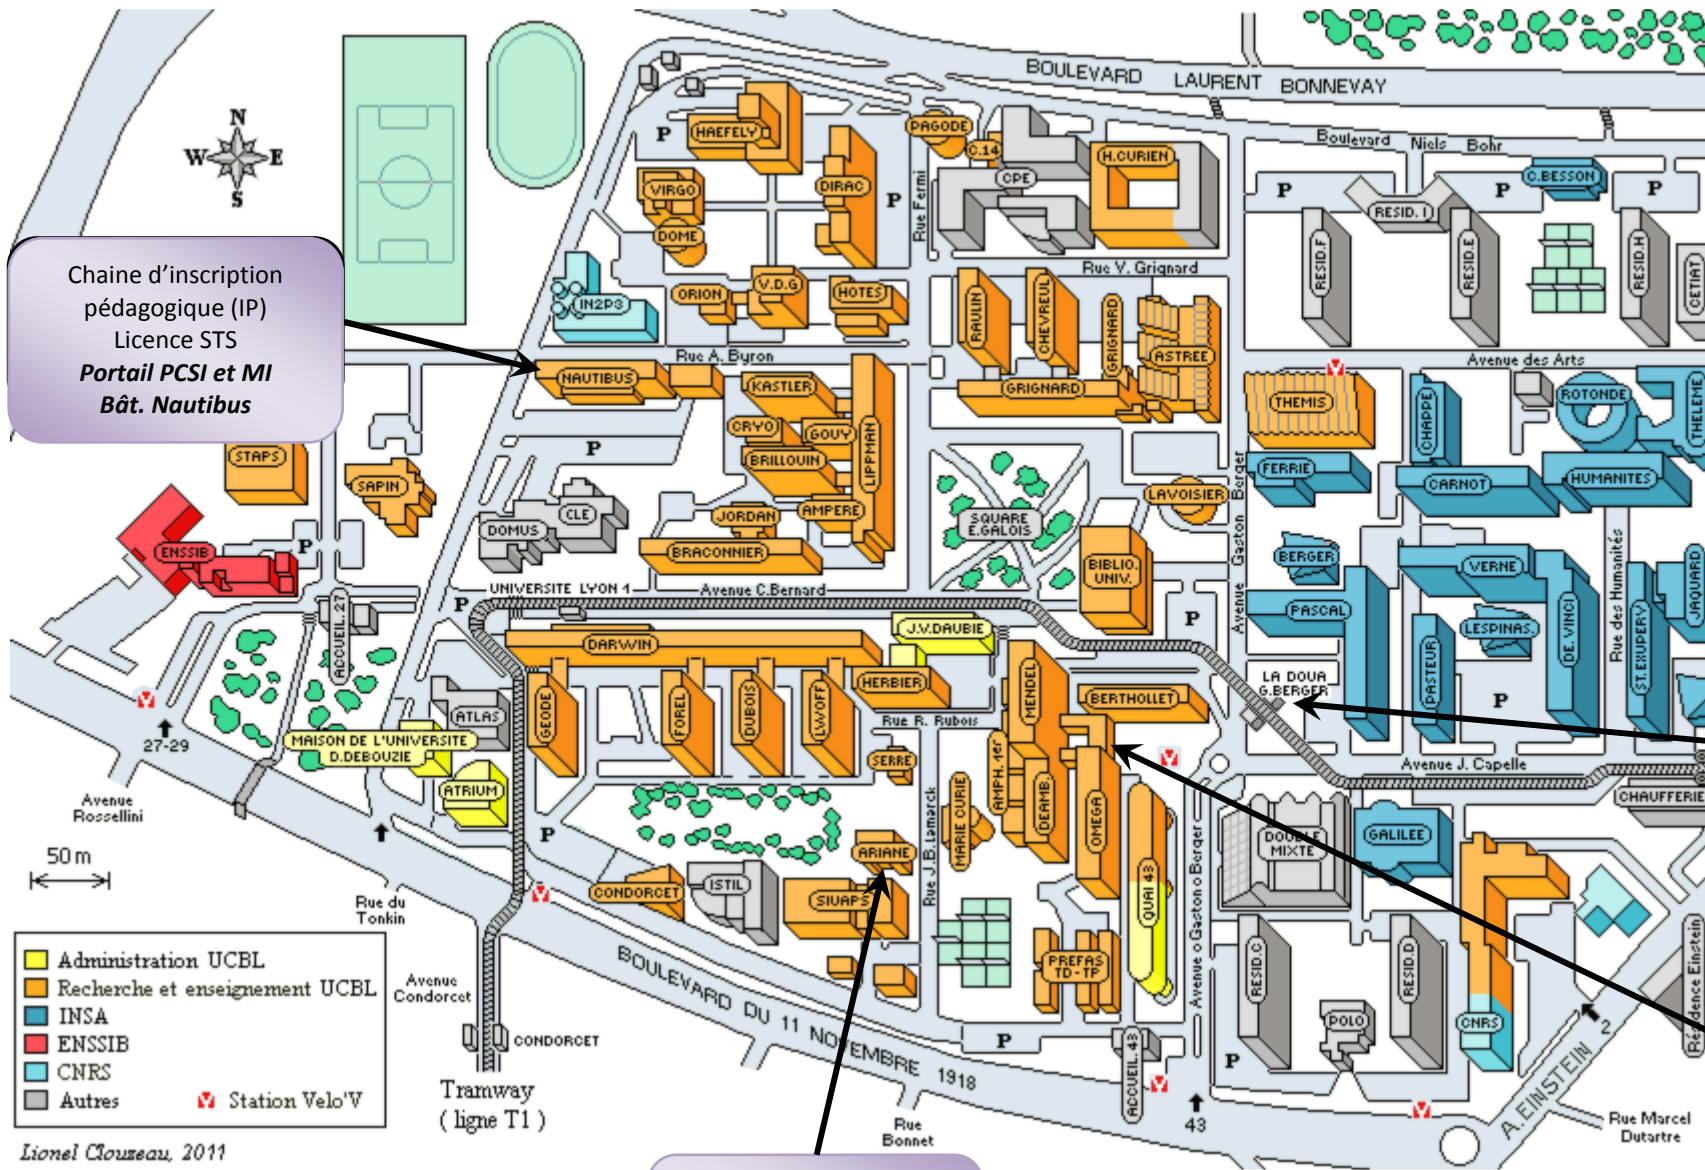 BOULEVARD LAURENT BONNEVAY
Boulevard Niels Bohr
N
W E
S
HAEFELY
P
PAGODE
C.14
CPE
H.CURIEN
VIRGO
DIRAC
P
DOME
Rue Fermi
P
RESID. I
P
C.BESSON
P
RESID.F
RESID.E
RESID.H
CETIAT
Chaine d’inscription
pédagogique (IP)
Licence STS
Portail PCSI et MI
Bât. Nautibus
IN2P3
ORION
V.D.G
HOTES
Rue V. Grignard
RAULIN
CHEVREUL
GRIGNARD
ASTREE
Rue A. Byron
Avenue des Arts
NAUTIBUS
KASTLER
GRIGNARD
THEMIS
CHAPPE
ROTONDE
THELEME
CRYO
GOUY
BRILLOUIN
LIPPMAN
P
STAPS
SAPIN
FERRIE
CARNOT
HUMANITES
LAVOISIER
Avenue Gaston Berger
DOMUS
CLE
JORDAN
AMPERE
SQUARE
E.GALOIS
BRACONNIER
BIBLIO.
UNIV.
ENSSIB
P
BERGER
VERNE
Rue des Humanités
JAQUARD
UNIVERSITE LYON 1
Avenue C.Bernard
P
ACCUEIL.27
P
PASCAL
PASTEUR
LESPINAS.
DE.VINCI
ST.EXUPERY
DARWIN
J.V.DAUBIE
HERBIER
MENDEL
BERTHOLLET
LA DOUA
G.BERGER
P
GEODE
FOREL
DUBOIS
LWOFF
Rue R. Rubois
27-29
ATLAS
MAISON DE L'UNIVERSITE
D.DEBOUZIE
ATRIUM
SERRE
AMPH. 1er
DEAMB.
OMEGA
Avenue J. Capelle
CHAUFFERIE
Avenue
Rossellini
50 m
P
MARIE CURIE
Rue J.B.Lamarck
ARIANE
QUAI 43
Avenue o Gaston o Berger
DOUBLE
MIXTE
GALILEE
Rue du
Tonkin
CONDORCET
ISTIL
SIUAPS
PREFAS
TD-TP
RESID.C
RESID.D
CNRS
POLO
Résidence Einstein
Administration UCBL
Recherche et enseignement UCBL
INSA
ENSSIB
CNRS
Autres
Station Velo'V
Avenue
Condorcet
CONDORCET
BOULEVARD DU 11 NOVEMBRE 1918
P
ACCUEIL.43
P
43
2
A.EINSTEIN
Tramway
( ligne T1 )
Rue
Bonnet
Rue Marcel
Dutartre
Lionel Clouzeau, 2011